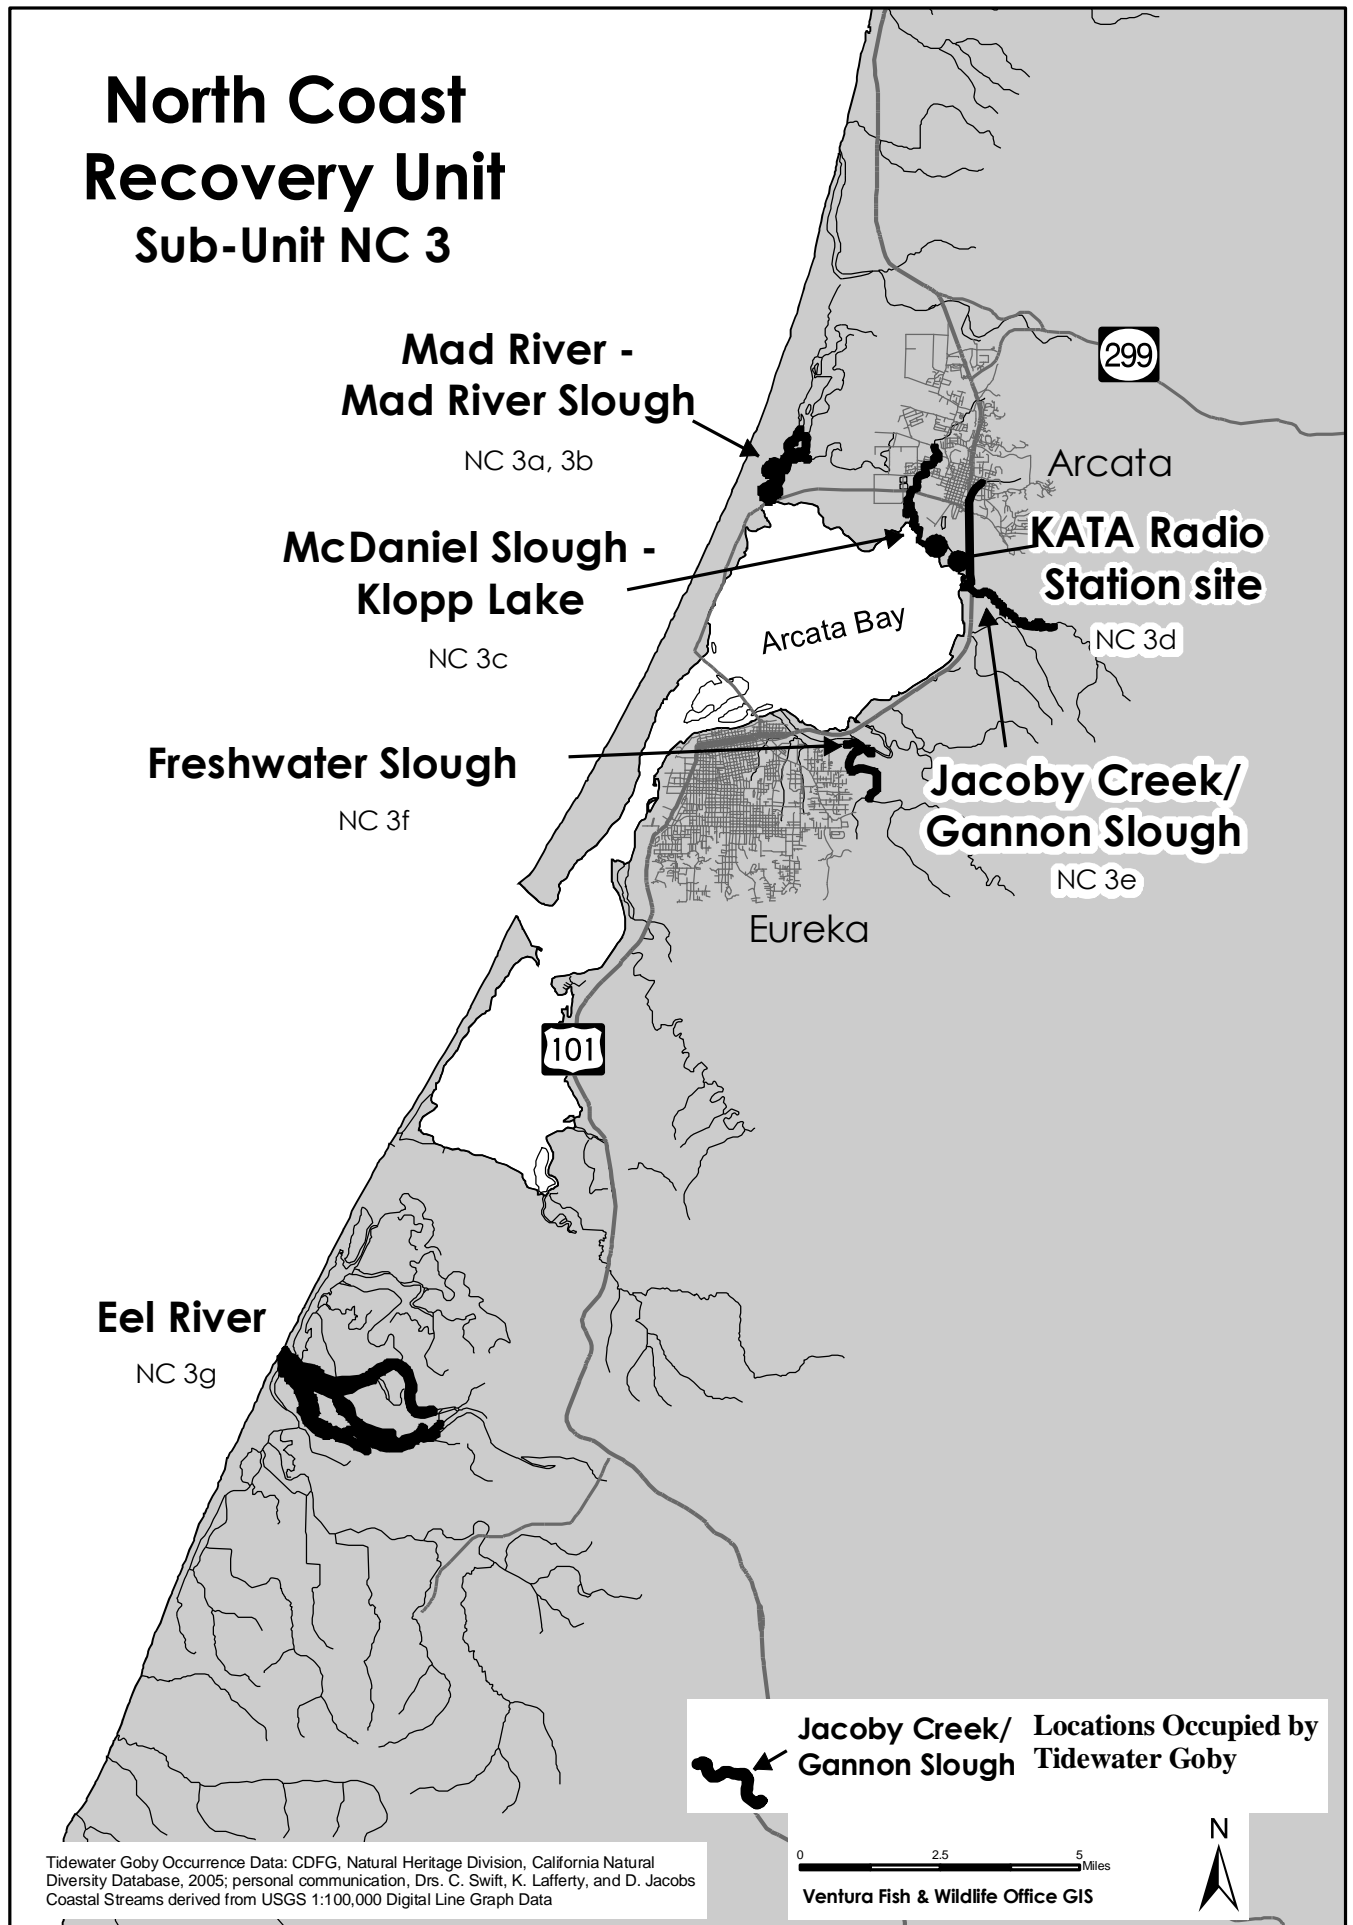 North Coast
Recovery Unit
Sub-Unit NC 3
299
Mad River -
Mad River Slough
NC 3a, 3b
Arcata
McDaniel Slough -
Klopp Lake
NC 3c
KATA Radio
Station site
NC 3d
Arcata Bay
Freshwater Slough
NC 3f
Jacoby Creek/
Gannon Slough
NC 3e
Eureka
101
Eel River
NC 3g
Jacoby Creek/
Gannon Slough
Locations Occupied by
Tidewater Goby
N
0 2.5 5
Miles
Ventura Fish & Wildlife Office GIS
Tidewater Goby Occurrence Data: CDFG, Natural Heritage Division, California Natural
Diversity Database, 2005; personal communication, Drs. C. Swift, K. Lafferty, and D. Jacobs
Coastal Streams derived from USGS 1:100,000 Digital Line Graph Data